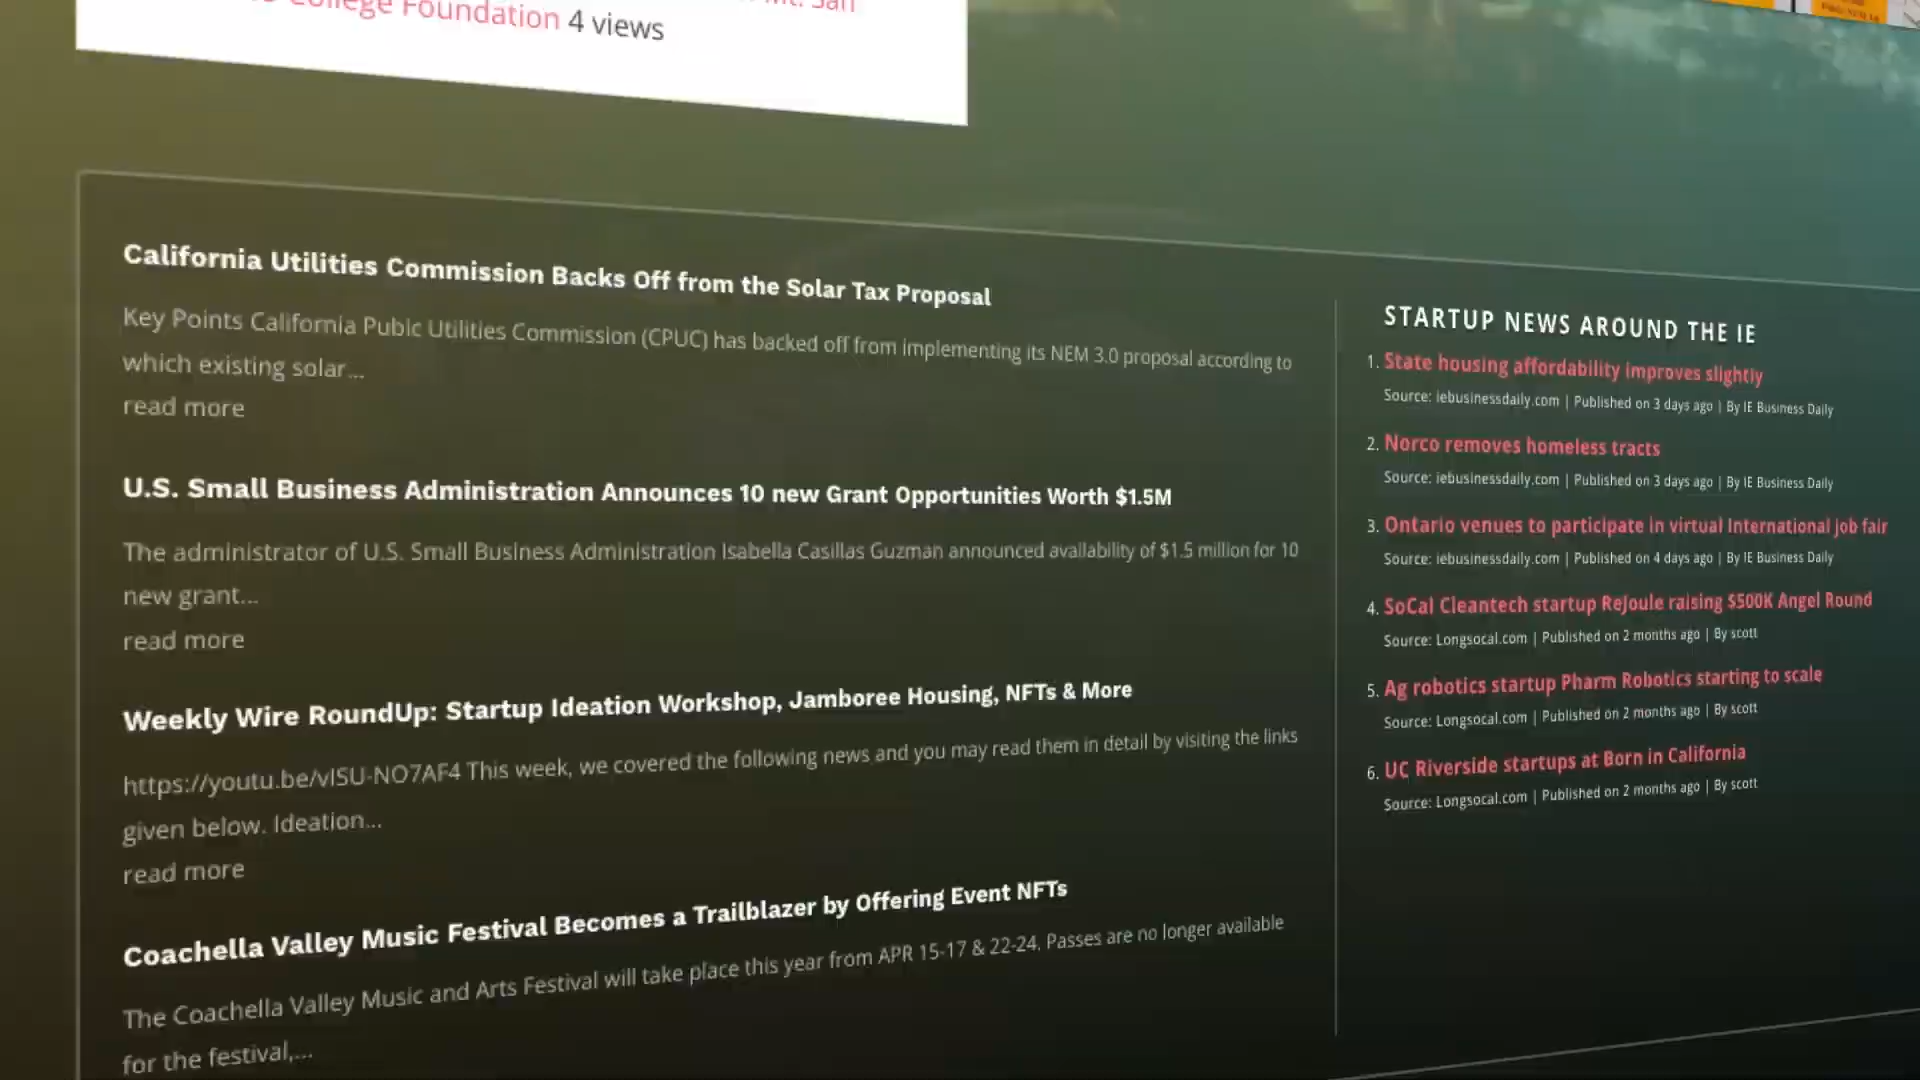 College Foundation 4 views
California Utilities Commission Backs Off from the Solar Tax Proposal
Key Points California Pubic Utilities Commission (CPUC) has backed off from implementing its NEM 3.0 proposal according to
which existing solar...
read more
U.S. Small Business Administration Announces 10 new Grant Opportunities Worth $1.5M
The administrator of U.S. Small Business Administration Isabella Casillas Guzman announced availability of $1.5 million for 10
new grant...
read more
Weekly Wire RoundUp: Startup Ideation Workshop, Jamboree Housing, NFTs & More
https://youtu.be/vISU-NO7AF4 This week, we covered the following news and you may read them in detail by visiting the links
given below. Ideation...
read more
Coachella Valley Music Festival Becomes a Trailblazer by Offering Event NFTs
The Coachella Valley Music and Arts Festival will take place this year from APR 15-17 & 22-24. Passes are no longer available
for the festival,...
STARTUP NEWS AROUND THE IE
1. State housing affordability improves slightly
Source: iebusinessdaily.com | Published on 3 days ago | By IE Business Daily
2. Norco removes homeless tracts
Source: iebusinessdaily.com | Published on 3 days ago | By IE Business Daily
3. Ontario venues to participate in virtual International job fair
Source: iebusinessdaily.com | Published on 4 days ago | By IE Business Daily
4. SoCal Cleantech startup ReJoule raising $500K Angel Round
Source: Longsocal.com | Published on 2 months ago | By scott
5. Ag robotics startup Pharm Robotics starting to scale
Source: Longsocal.com | Published on 2 months ago | By scott
6. UC Riverside startups at Born in California
Source: Longsocal.com | Published on 2 months ago | By scott